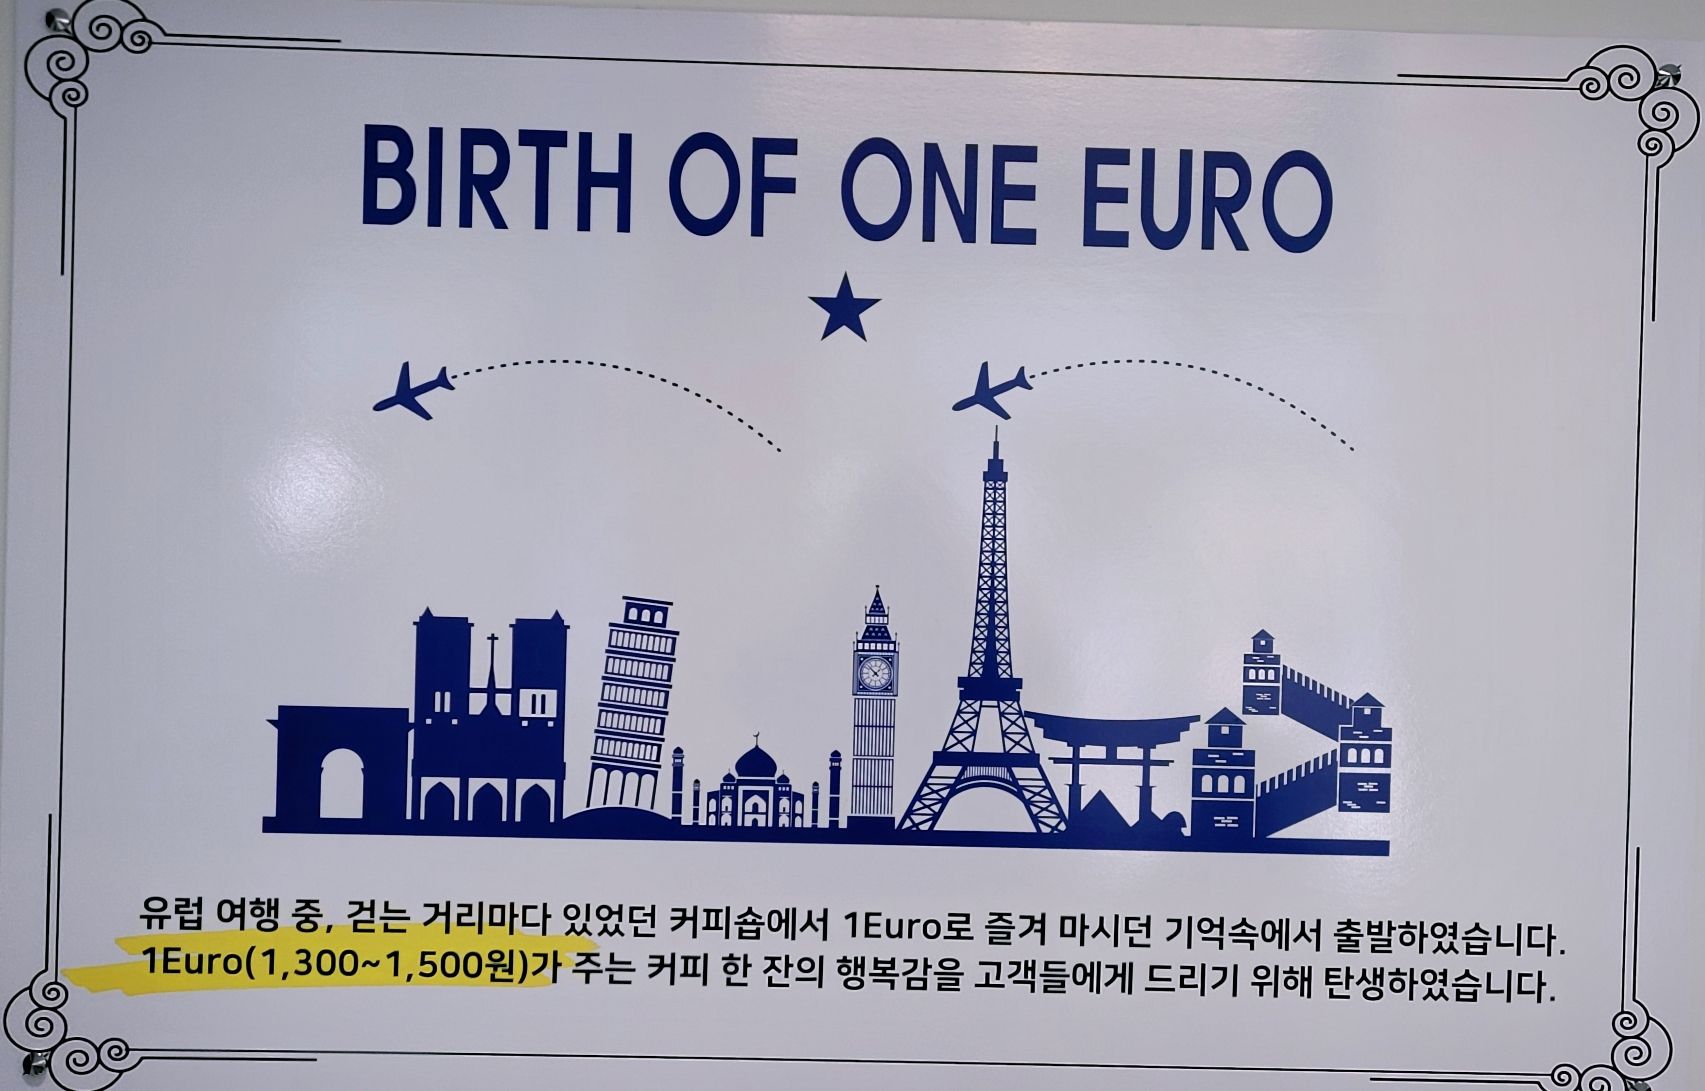 BIRTH OF ONE EURO
유럽 여행 중, 걷는 거리마다 있었던 커피숍에서 1Euro로 즐겨 마시던 기억속에서 출발하였습니다.
1Euro(1,300~1,500원)가 주는 커피 한 잔의 행복감을 고객들에게 드리기 위해 탄생하였습니다.